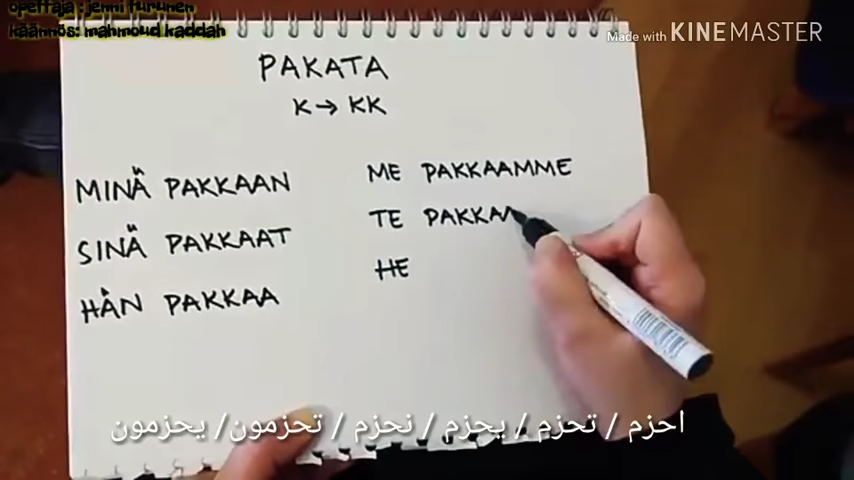 opettaja : jenni turunen
käännös: mahmoud kaddah
Made with KINEMASTER
PAKATA
K → KK
MINÄ PAKKAAN
SINÄ PAKKAAT
HÄN PAKKAA
ME PAKKAAMME
TE PAKKAA
HE
احزم / تحزم / يحزم / نحزم / تحزمون/ يحزمون